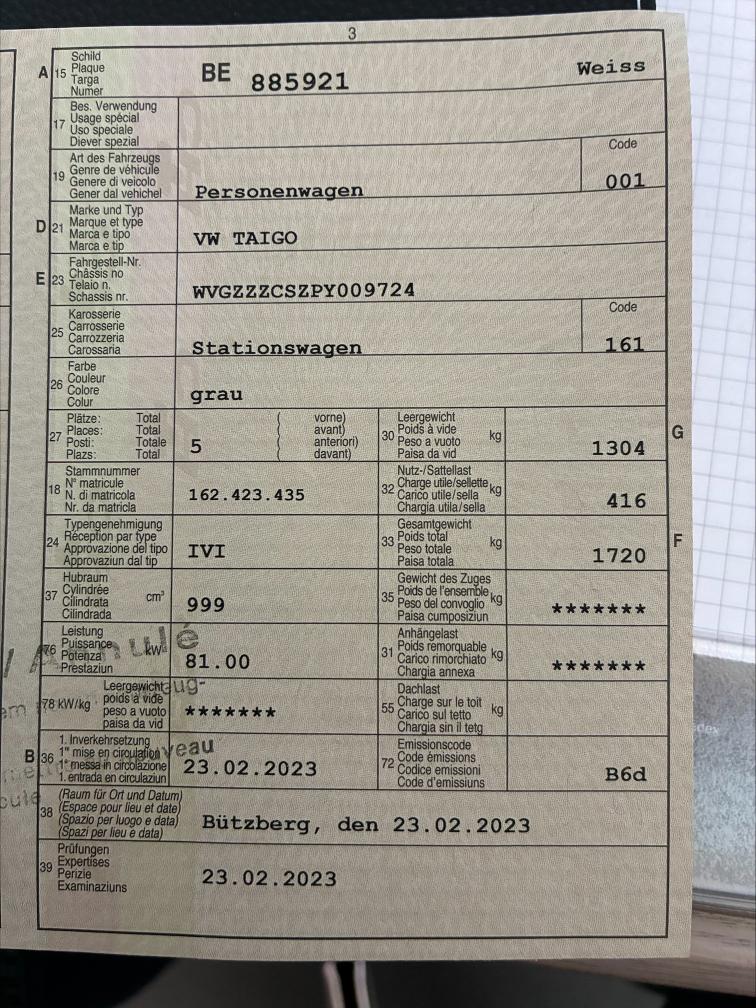 3
A 15 Schild
Plaque
Targa
Numer
BE 885921 Weiss
17 Bes. Verwendung
Usage spécial
Uso speciale
Diever spezial
19 Art des Fahrzeugs
Genre de véhicule
Genere di veicolo
Gener dal vehichel
Personenwagen
Code
001
D 21 Marke und Typ
Marque et type
Marca e tipo
Marca e tip
VW TAIGO
E 23 Fahrgestell-Nr.
Châssis no
Telaio n.
Schassis nr.
WVGZZZCSZPY009724
25 Karosserie
Carrosserie
Carrozzeria
Carossaria
Stationswagen
Code
161
26 Farbe
Couleur
Colore
Colur
grau
27 Plätze: Total ( vorne)
Places: Total ( avant)
Posti: Totale ( anteriori)
Plazs: Total ( davant)
5
30 Leergewicht
Poids à vide
Peso a vuoto
Paisa da vid
kg
1304
G
18 Stammnummer
N° matricule
N. di matricola
Nr. da matricla
162.423.435
32 Nutz-/Sattellast
Charge utile/sellette
Carico utile/sella
Chargia utila/sella
kg
416
24 Typengenehmigung
Réception par type
Approvazione del tipo
Approvaziun dal tip
IVI
33 Gesamtgewicht
Poids total
Peso totale
Paisa totala
kg
1720
F
37 Hubraum
Cylindrée
Cilindrata
Cilindrada
cm³
999
35 Gewicht des Zuges
Poids de l'ensemble
Peso del convoglio
Paisa cumposiziun
kg
*******
76 Leistung
Puissance
Potenza
Prestaziun
kW
81.00
Annulé
31 Anhängelast
Poids remorquable
Carico rimorchiato
Chargia annexa
kg
*******
78 kW/kg Leergewicht
poids à vide
peso a vuoto
paisa da vid
*******
55 Dachlast
Charge sur le toit
Carico sul tetto
Chargia sin il tetg
kg
B 36 1. Inverkehrsetzung
1re mise en circulation
1a messa in circolazione
1. entrada en circulaziun
23.02.2023
72 Emissionscode
Code émissions
Codice emissioni
Code d'emissiuns
B6d
38 (Raum für Ort und Datum)
(Espace pour lieu et date)
(Spazio per luogo e data)
(Spazi per lieu e data)
Bützberg, den 23.02.2023
39 Prüfungen
Expertises
Perizie
Examinaziuns
23.02.2023